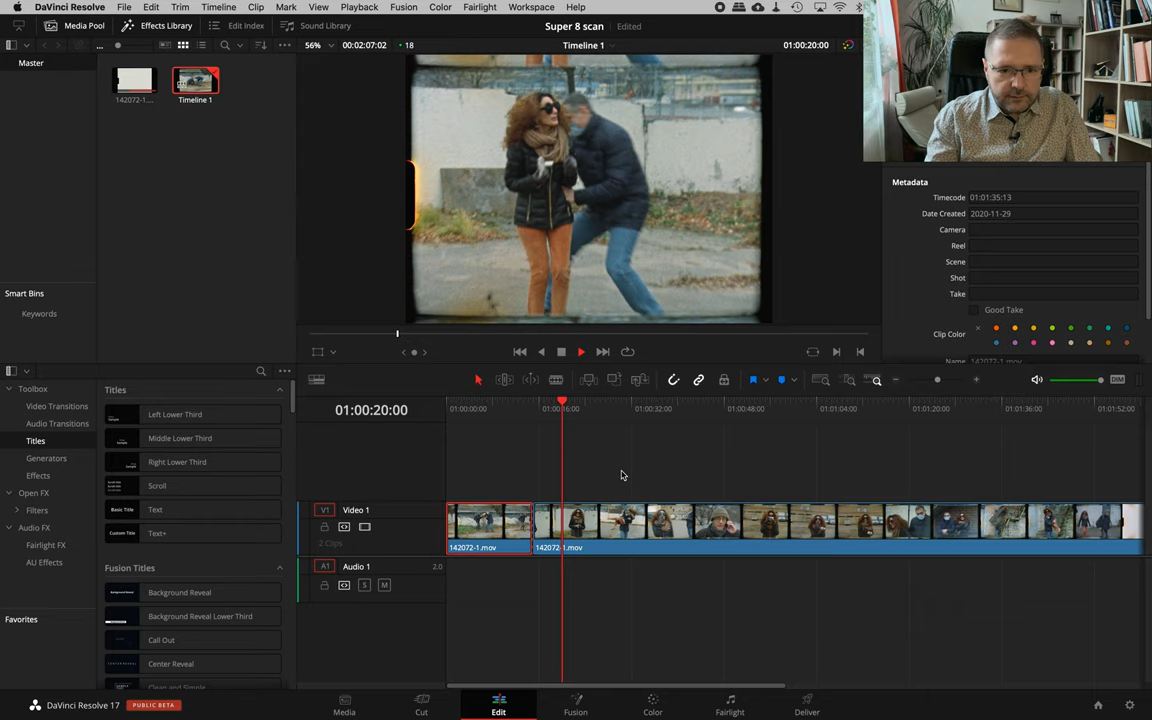 DaVinci Resolve File Edit Trim Timeline Clip Mark View Playback Fusion Color Fairlight Workspace Help
Media Pool Effects Library Edit Index Sound Library Super 8 scan Edited
... 56% 00:02:07:02 18 Timeline 1 01:00:20:00
Master
142072-1.... Timeline 1
Metadata
Timecode 01:01:35:13
Date Created 2020-11-29
Camera
Reel
Scene
Shot
Take
Good Take
Clip Color
Name 142072-1.mov
Smart Bins
Keywords
Toolbox
Video Transitions
Audio Transitions
Titles
Generators
Effects
Open FX
Filters
Audio FX
Fairlight FX
AU Effects
Favorites
Titles
Left Lower Third
Middle Lower Third
Right Lower Third
Scroll
Basic Title Text
Custom Title Text+
Fusion Titles
Background Reveal
Background Reveal Lower Third
Call Out
Center Reveal
Clean and Simple
DIM
01:00:20:00
01:00:00:00 01:00:16:00 01:00:32:00 01:00:48:00 01:01:04:00 01:01:20:00 01:01:36:00 01:01:52:00
V1 Video 1
2 Clips
142072-1.mov 142072-1.mov
A1 Audio 1 2.0
S M
DaVinci Resolve 17 PUBLIC BETA
Media Cut Edit Fusion Color Fairlight Deliver